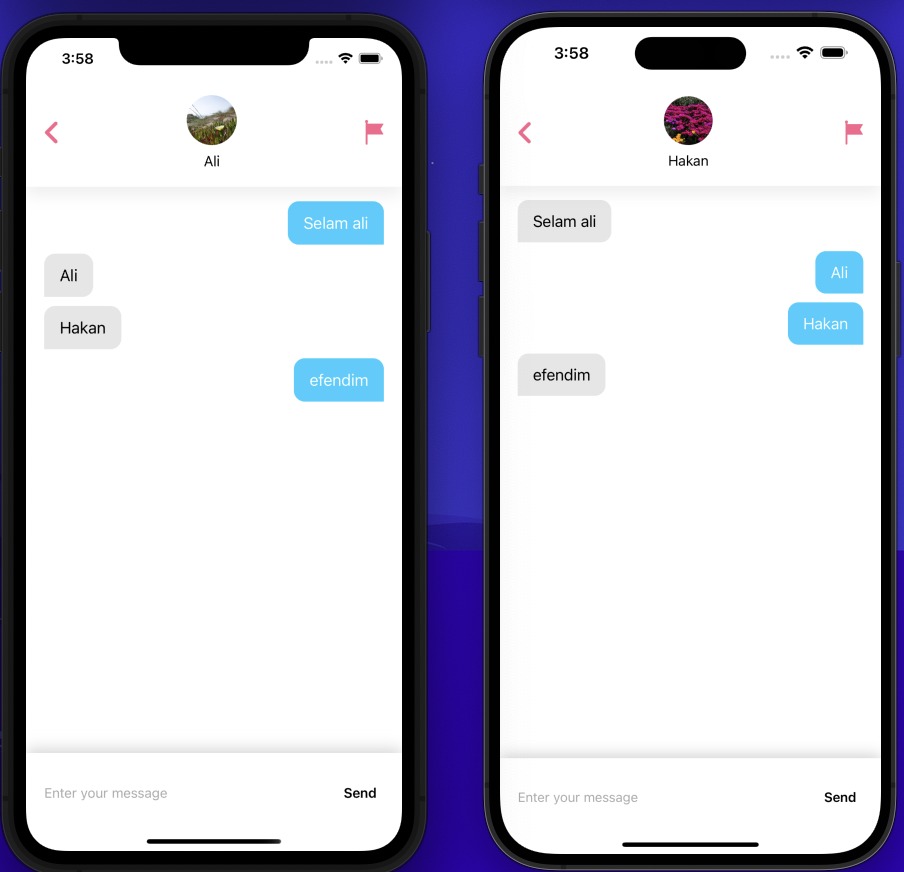 3:58
Ali
Selam ali
Ali
Hakan
efendim
Enter your message
Send
3:58
Hakan
Selam ali
Ali
Hakan
efendim
Enter your message
Send